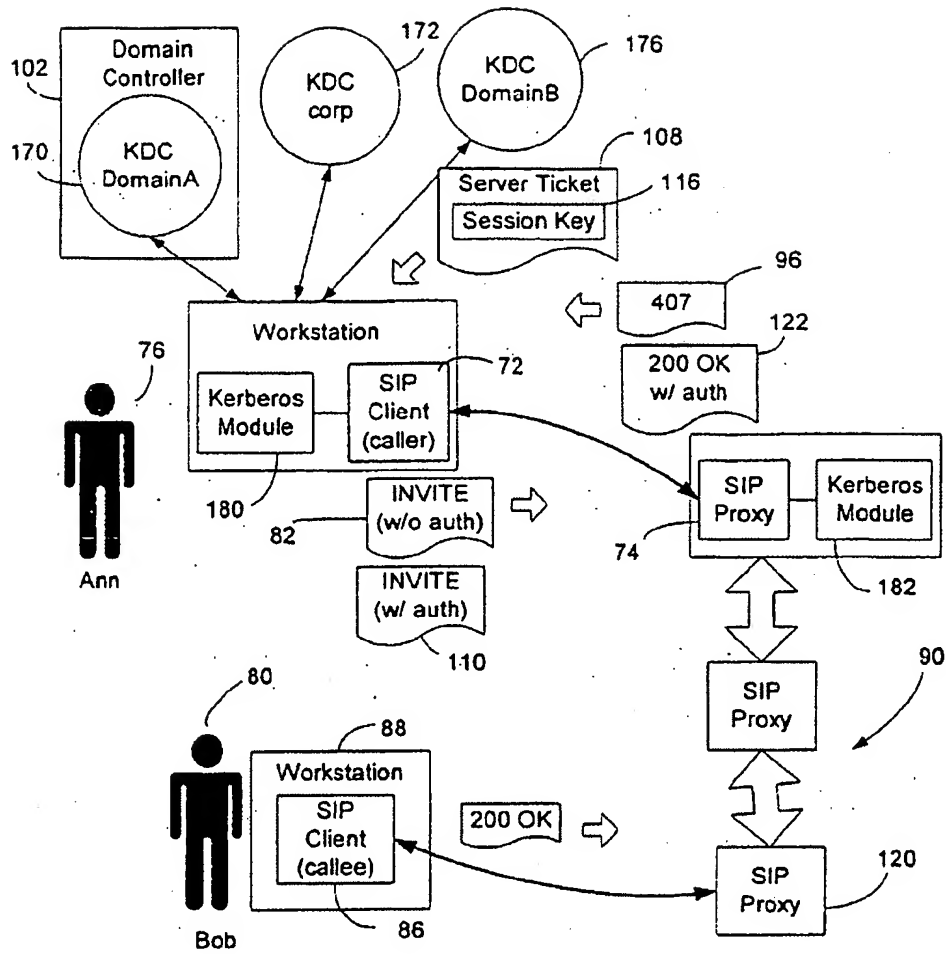 102
Domain
Controller
170
KDC
DomainA
KDC
corp
172
KDC
DomainB
176
108
Server Ticket
116
Session Key
96
407
122
200 OK
w/ auth
Workstation
72
Kerberos
Module
SIP
Client
(caller)
180
76
Ann
82
INVITE
(w/o auth)
INVITE
(w/ auth)
110
SIP
Proxy
Kerberos
Module
74
182
SIP
Proxy
90
80
Bob
88
Workstation
SIP
Client
(callee)
86
200 OK
SIP
Proxy
120